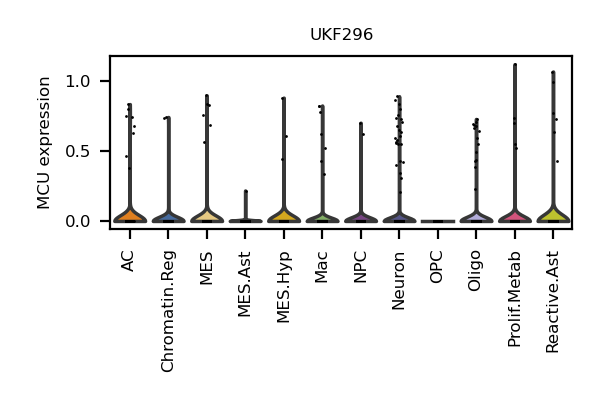 UKF296
MCU expression
1.0
0.5
0.0
AC
Chromatin.Reg
MES
MES.Ast
MES.Hyp
Mac
NPC
Neuron
OPC
Oligo
Prolif.Metab
Reactive.Ast